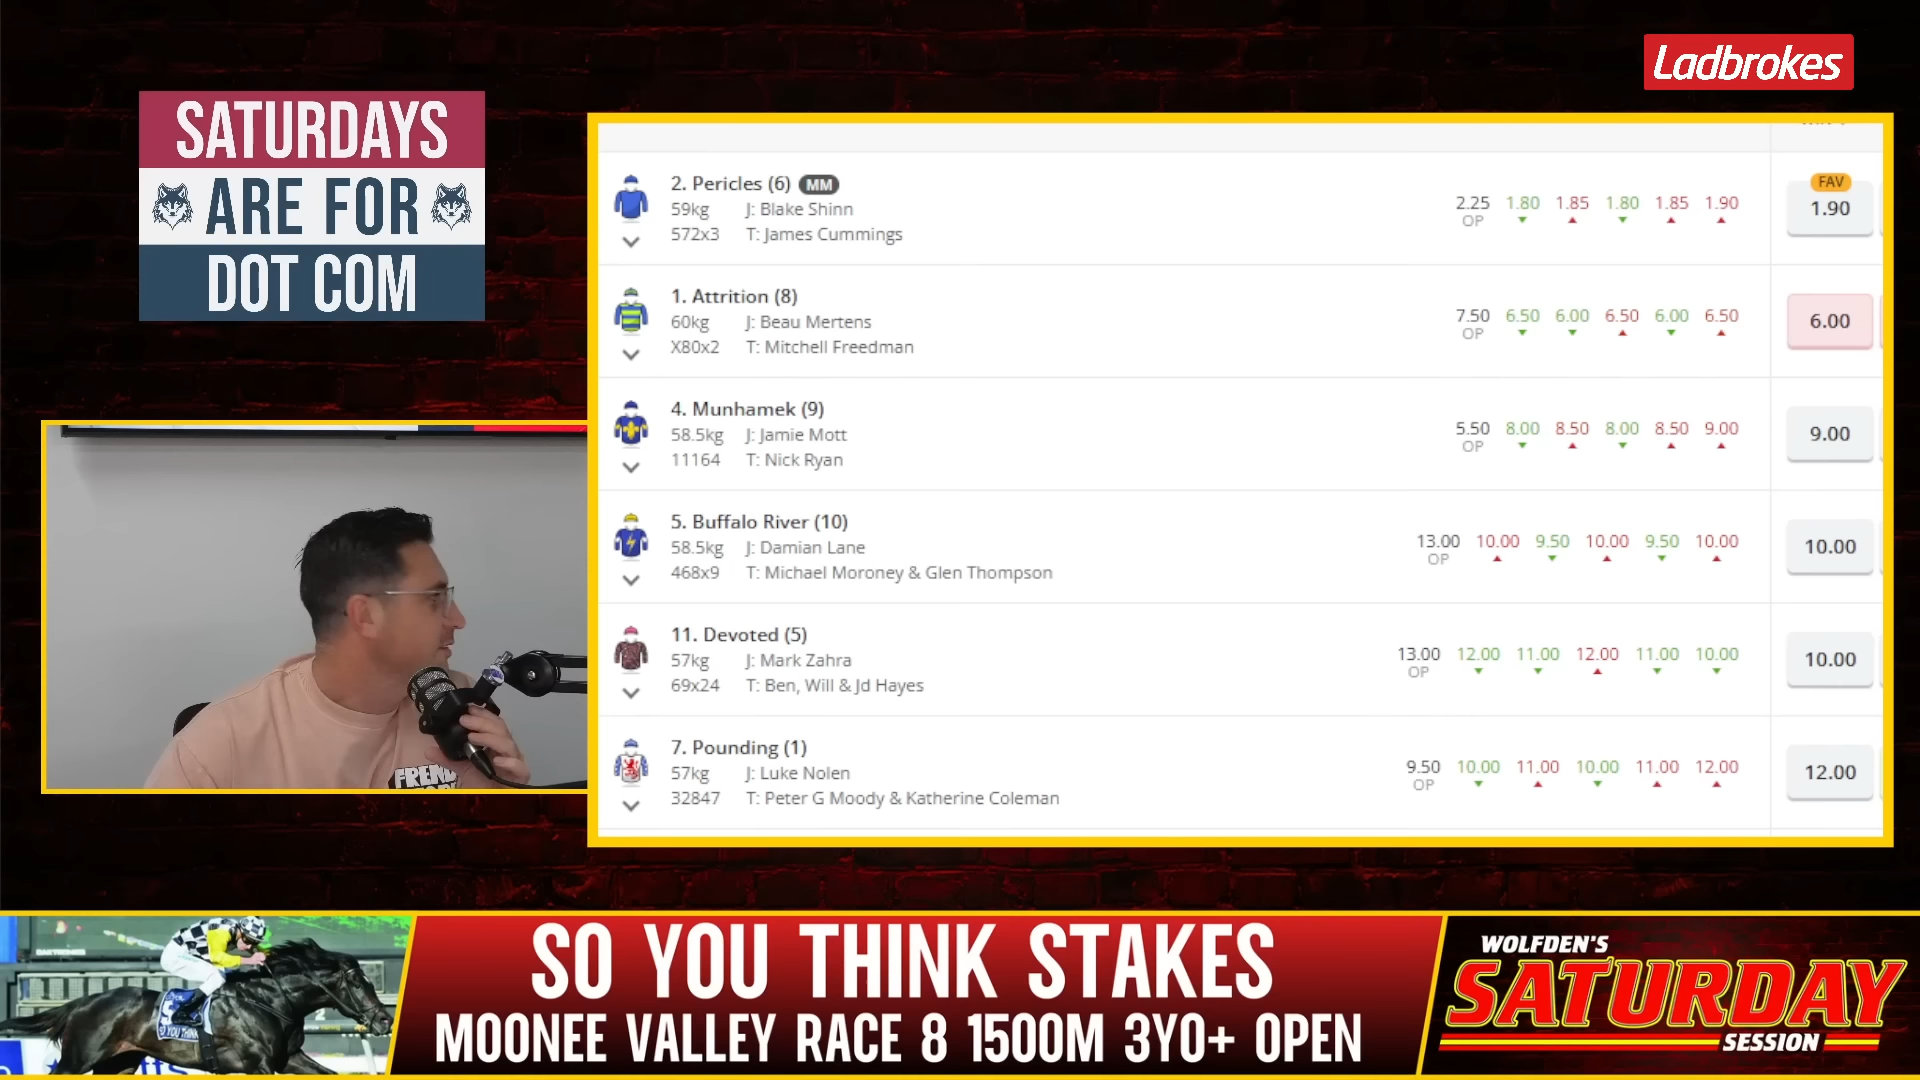 Ladbrokes
SATURDAYS
ARE FOR
DOT COM
2. Pericles (6) MM
59kg J: Blake Shinn
572x3 T: James Cummings
2.25 1.80 1.85 1.80 1.85 1.90
OP
FAV
1.90
1. Attrition (8)
60kg J: Beau Mertens
X80x2 T: Mitchell Freedman
7.50 6.50 6.00 6.50 6.00 6.50
OP
6.00
4. Munhamek (9)
58.5kg J: Jamie Mott
11164 T: Nick Ryan
5.50 8.00 8.50 8.00 8.50 9.00
OP
9.00
5. Buffalo River (10)
58.5kg J: Damian Lane
468x9 T: Michael Moroney & Glen Thompson
13.00 10.00 9.50 10.00 9.50 10.00
OP
10.00
11. Devoted (5)
57kg J: Mark Zahra
69x24 T: Ben, Will & Jd Hayes
13.00 12.00 11.00 12.00 11.00 10.00
OP
10.00
7. Pounding (1)
57kg J: Luke Nolen
32847 T: Peter G Moody & Katherine Coleman
9.50 10.00 11.00 10.00 11.00 12.00
OP
12.00
SO YOU THINK STAKES
MOONEE VALLEY RACE 8 1500M 3YO+ OPEN
WOLFDEN'S
SATURDAY
SESSION